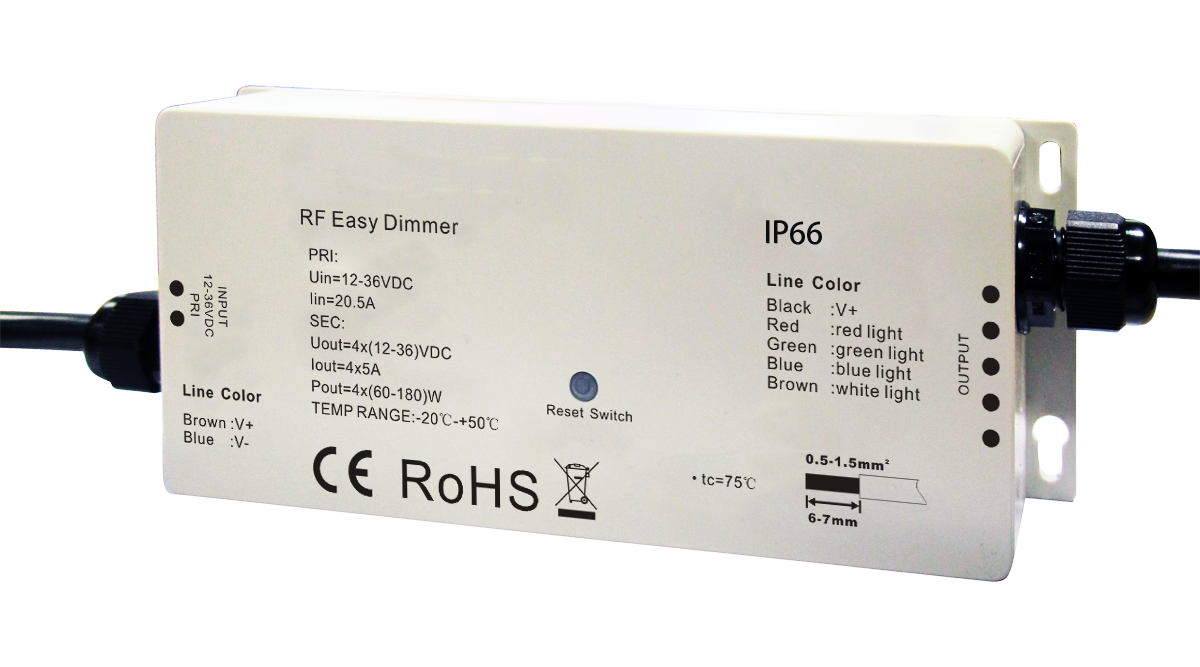 RF Easy Dimmer
PRI:
Uin=12-36VDC
Iin=20.5A
SEC:
Uout=4x(12-36)VDC
Iout=4x5A
Pout=4x(60-180)W
TEMP RANGE:-20℃-+50℃
CE RoHS
INPUT
12-36VDC
PRI
Line Color
Brown :V+
Blue :V-
Reset Switch
IP66
Line Color
Black :V+
Red :red light
Green :green light
Blue :blue light
Brown :white light
OUTPUT
• tc=75℃
0.5-1.5mm²
6-7mm